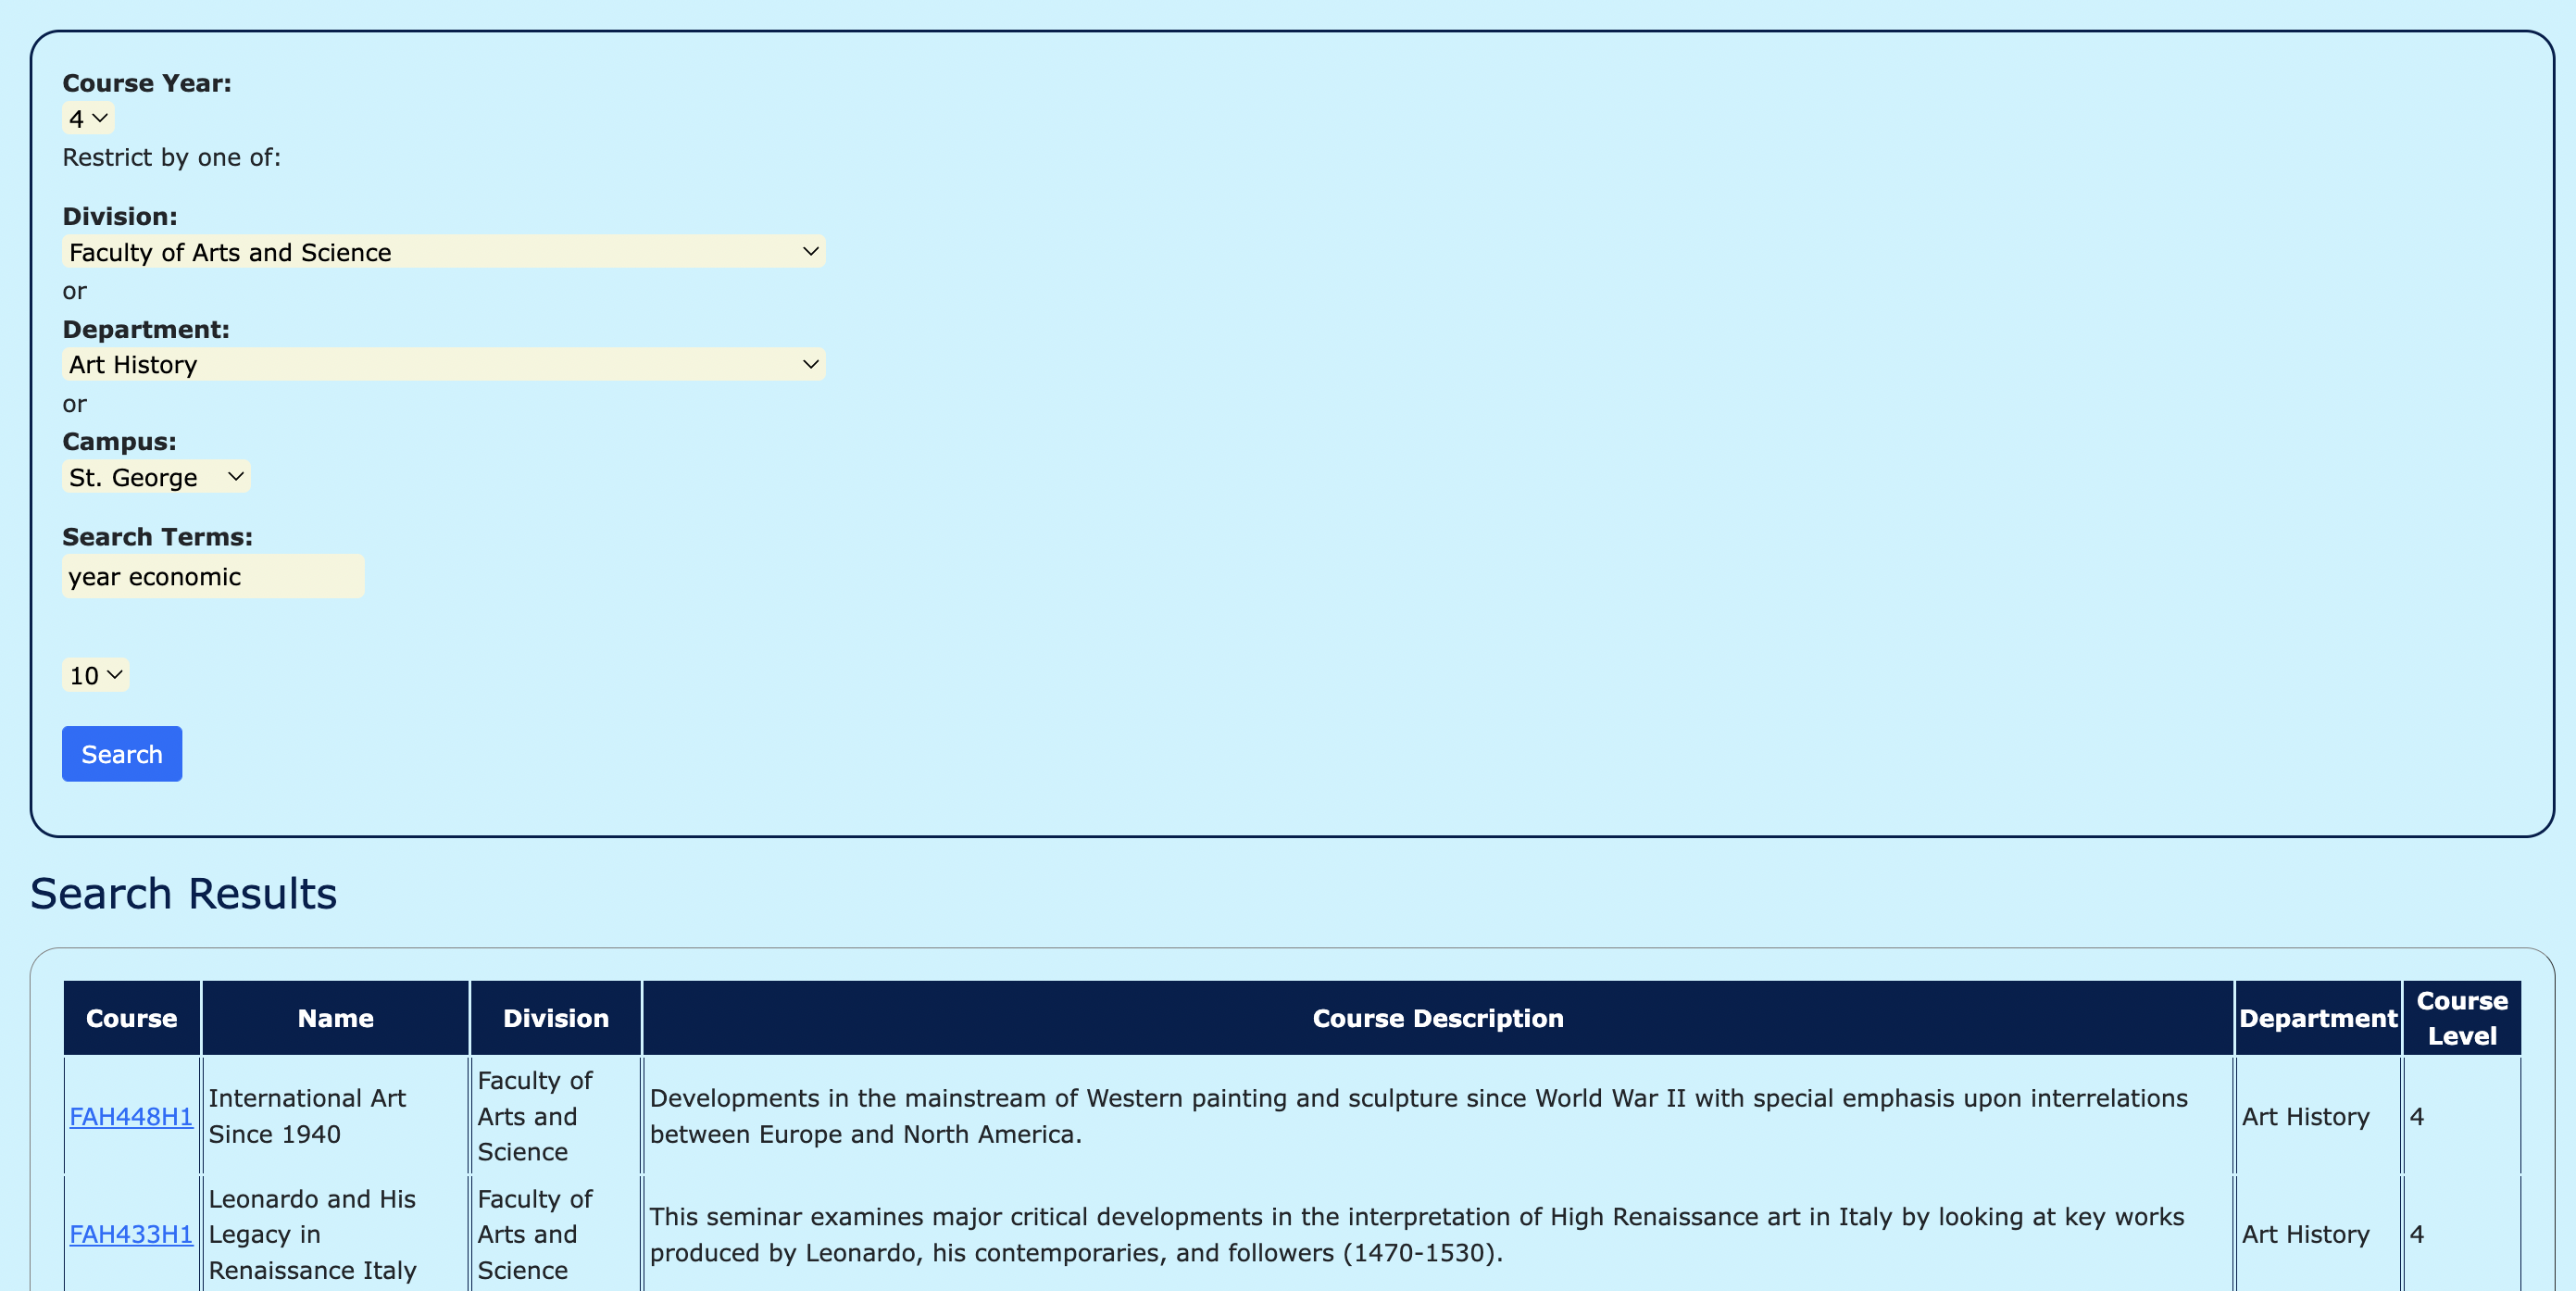 Course Year:
4
Restrict by one of:
Division:
Faculty of Arts and Science
or
Department:
Art History
or
Campus:
St. George
Search Terms:
year economic
10
Search
Search Results
Course Name Division Course Description Department Course Level
FAH448H1
International Art
Since 1940
Faculty of
Arts and
Science
Developments in the mainstream of Western painting and sculpture since World War II with special emphasis upon interrelations
between Europe and North America.
Art History
4
FAH433H1
Leonardo and His
Legacy in
Renaissance Italy
Faculty of
Arts and
Science
This seminar examines major critical developments in the interpretation of High Renaissance art in Italy by looking at key works
produced by Leonardo, his contemporaries, and followers (1470-1530).
Art History
4